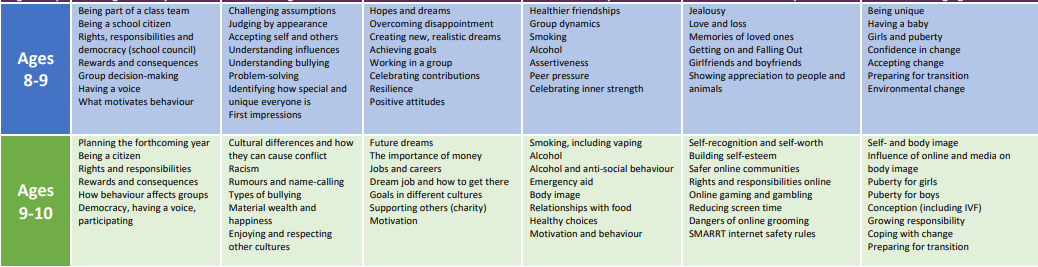 Ages
8-9
Being part of a class team
Being a school citizen
Rights, responsibilities and
democracy (school council)
Rewards and consequences
Group decision-making
Having a voice
What motivates behaviour
Challenging assumptions
Judging by appearance
Accepting self and others
Understanding influences
Understanding bullying
Problem-solving
Identifying how special and
unique everyone is
First impressions
Hopes and dreams
Overcoming disappointment
Creating new, realistic dreams
Achieving goals
Working in a group
Celebrating contributions
Resilience
Positive attitudes
Healthier friendships
Group dynamics
Smoking
Alcohol
Assertiveness
Peer pressure
Celebrating inner strength
Jealousy
Love and loss
Memories of loved ones
Getting on and Falling Out
Girlfriends and boyfriends
Showing appreciation to people and
animals
Being unique
Having a baby
Girls and puberty
Confidence in change
Accepting change
Preparing for transition
Environmental change
Ages
9-10
Planning the forthcoming year
Being a citizen
Rights and responsibilities
Rewards and consequences
How behaviour affects groups
Democracy, having a voice,
participating
Cultural differences and how
they can cause conflict
Racism
Rumours and name-calling
Types of bullying
Material wealth and
happiness
Enjoying and respecting
other cultures
Future dreams
The importance of money
Jobs and careers
Dream job and how to get there
Goals in different cultures
Supporting others (charity)
Motivation
Smoking, including vaping
Alcohol
Alcohol and anti-social behaviour
Emergency aid
Body image
Relationships with food
Healthy choices
Motivation and behaviour
Self-recognition and self-worth
Building self-esteem
Safer online communities
Rights and responsibilities online
Online gaming and gambling
Reducing screen time
Dangers of online grooming
SMARRT internet safety rules
Self- and body image
Influence of online and media on
body image
Puberty for girls
Puberty for boys
Conception (including IVF)
Growing responsibility
Coping with change
Preparing for transition